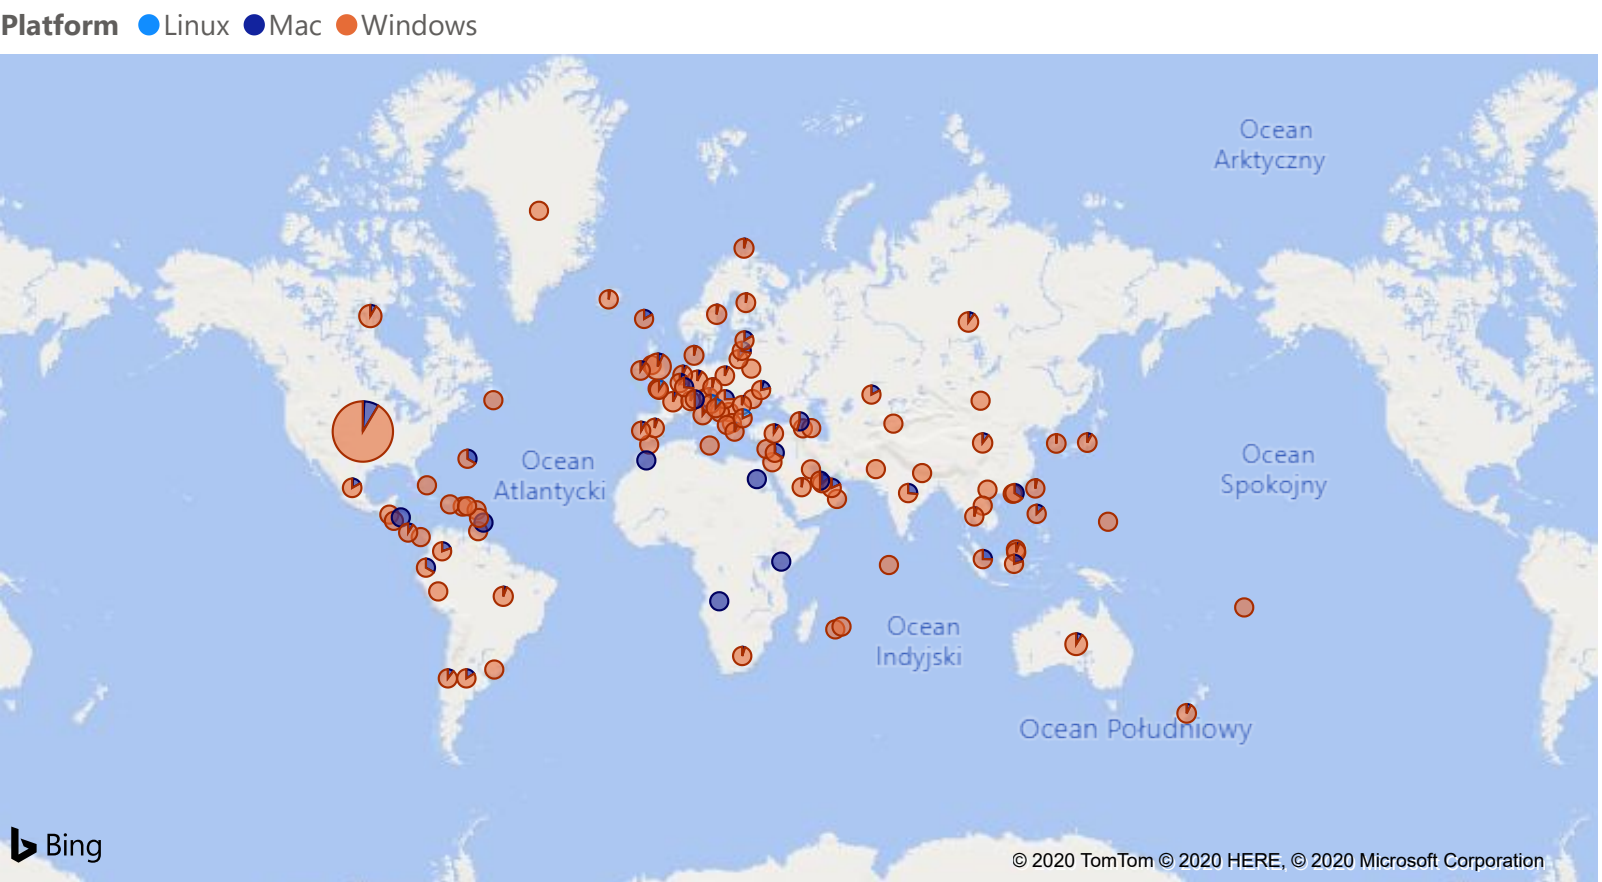 Platform Linux Mac Windows
Ocean
Arktyczny
Ocean
Atlantycki
Ocean
Spokojny
Ocean
Indyjski
Ocean Południowy
Bing
© 2020 TomTom © 2020 HERE, © 2020 Microsoft Corporation